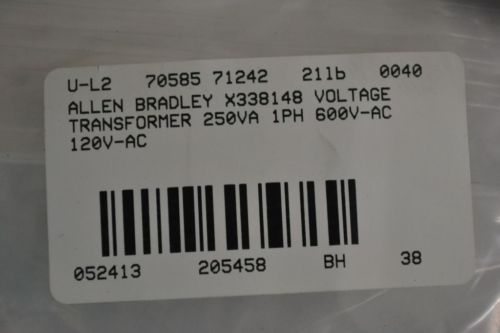 U-L2 70585 71242 21lb 0040
ALLEN BRADLEY X338148 VOLTAGE
TRANSFORMER 250VA 1PH 600V-AC
120V-AC
052413 205458 BH 38